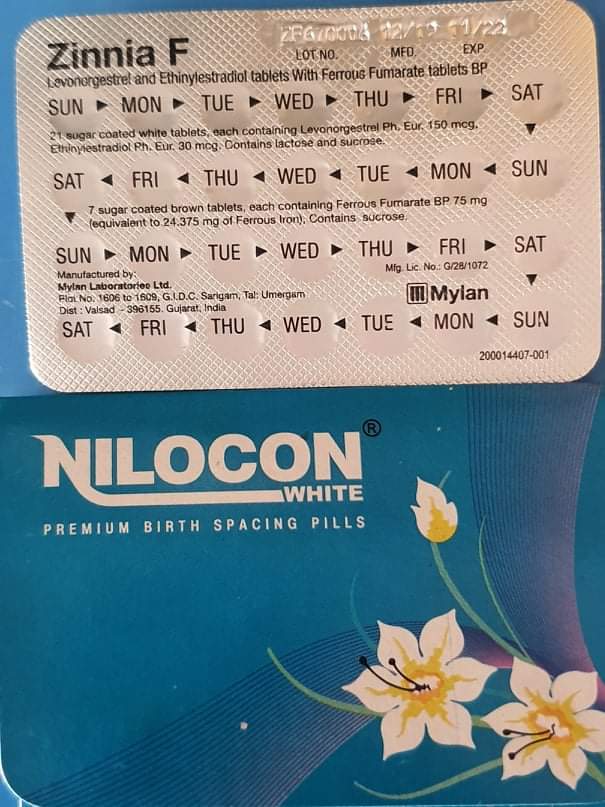 Zinnia F
12/19 11/22
LOT NO. MFD. EXP.
Levonorgestrel and Ethinylestradiol tablets With Ferrous Fumarate tablets BP
SUN ► MON ► TUE ► WED ► THU ► FRI ► SAT
▼
21 sugar coated white tablets, each containing Levonorgestrel Ph. Eur. 150 mcg.
Ethinylestradiol Ph. Eur. 30 mcg. Contains lactose and sucrose.
SAT ◄ FRI ◄ THU ◄ WED ◄ TUE ◄ MON ◄ SUN
▼ 7 sugar coated brown tablets, each containing Ferrous Fumarate BP 75 mg
(equivalent to 24.375 mg of Ferrous Iron); Contains sucrose.
SUN ► MON ► TUE ► WED ► THU ► FRI ► SAT
Manufactured by: Mfg. Lic. No.: G/28/1072
▼
Mylan Laboratories Ltd.
Plot No. 1606 to 1609, G.I.D.C. Sarigam, Tal: Umergam
Dist : Valsad - 396155. Gujarat, India
Mylan
SAT ◄ FRI ◄ THU ◄ WED ◄ TUE ◄ MON ◄ SUN
200014407-001
NILOCON®
WHITE
PREMIUM BIRTH SPACING PILLS